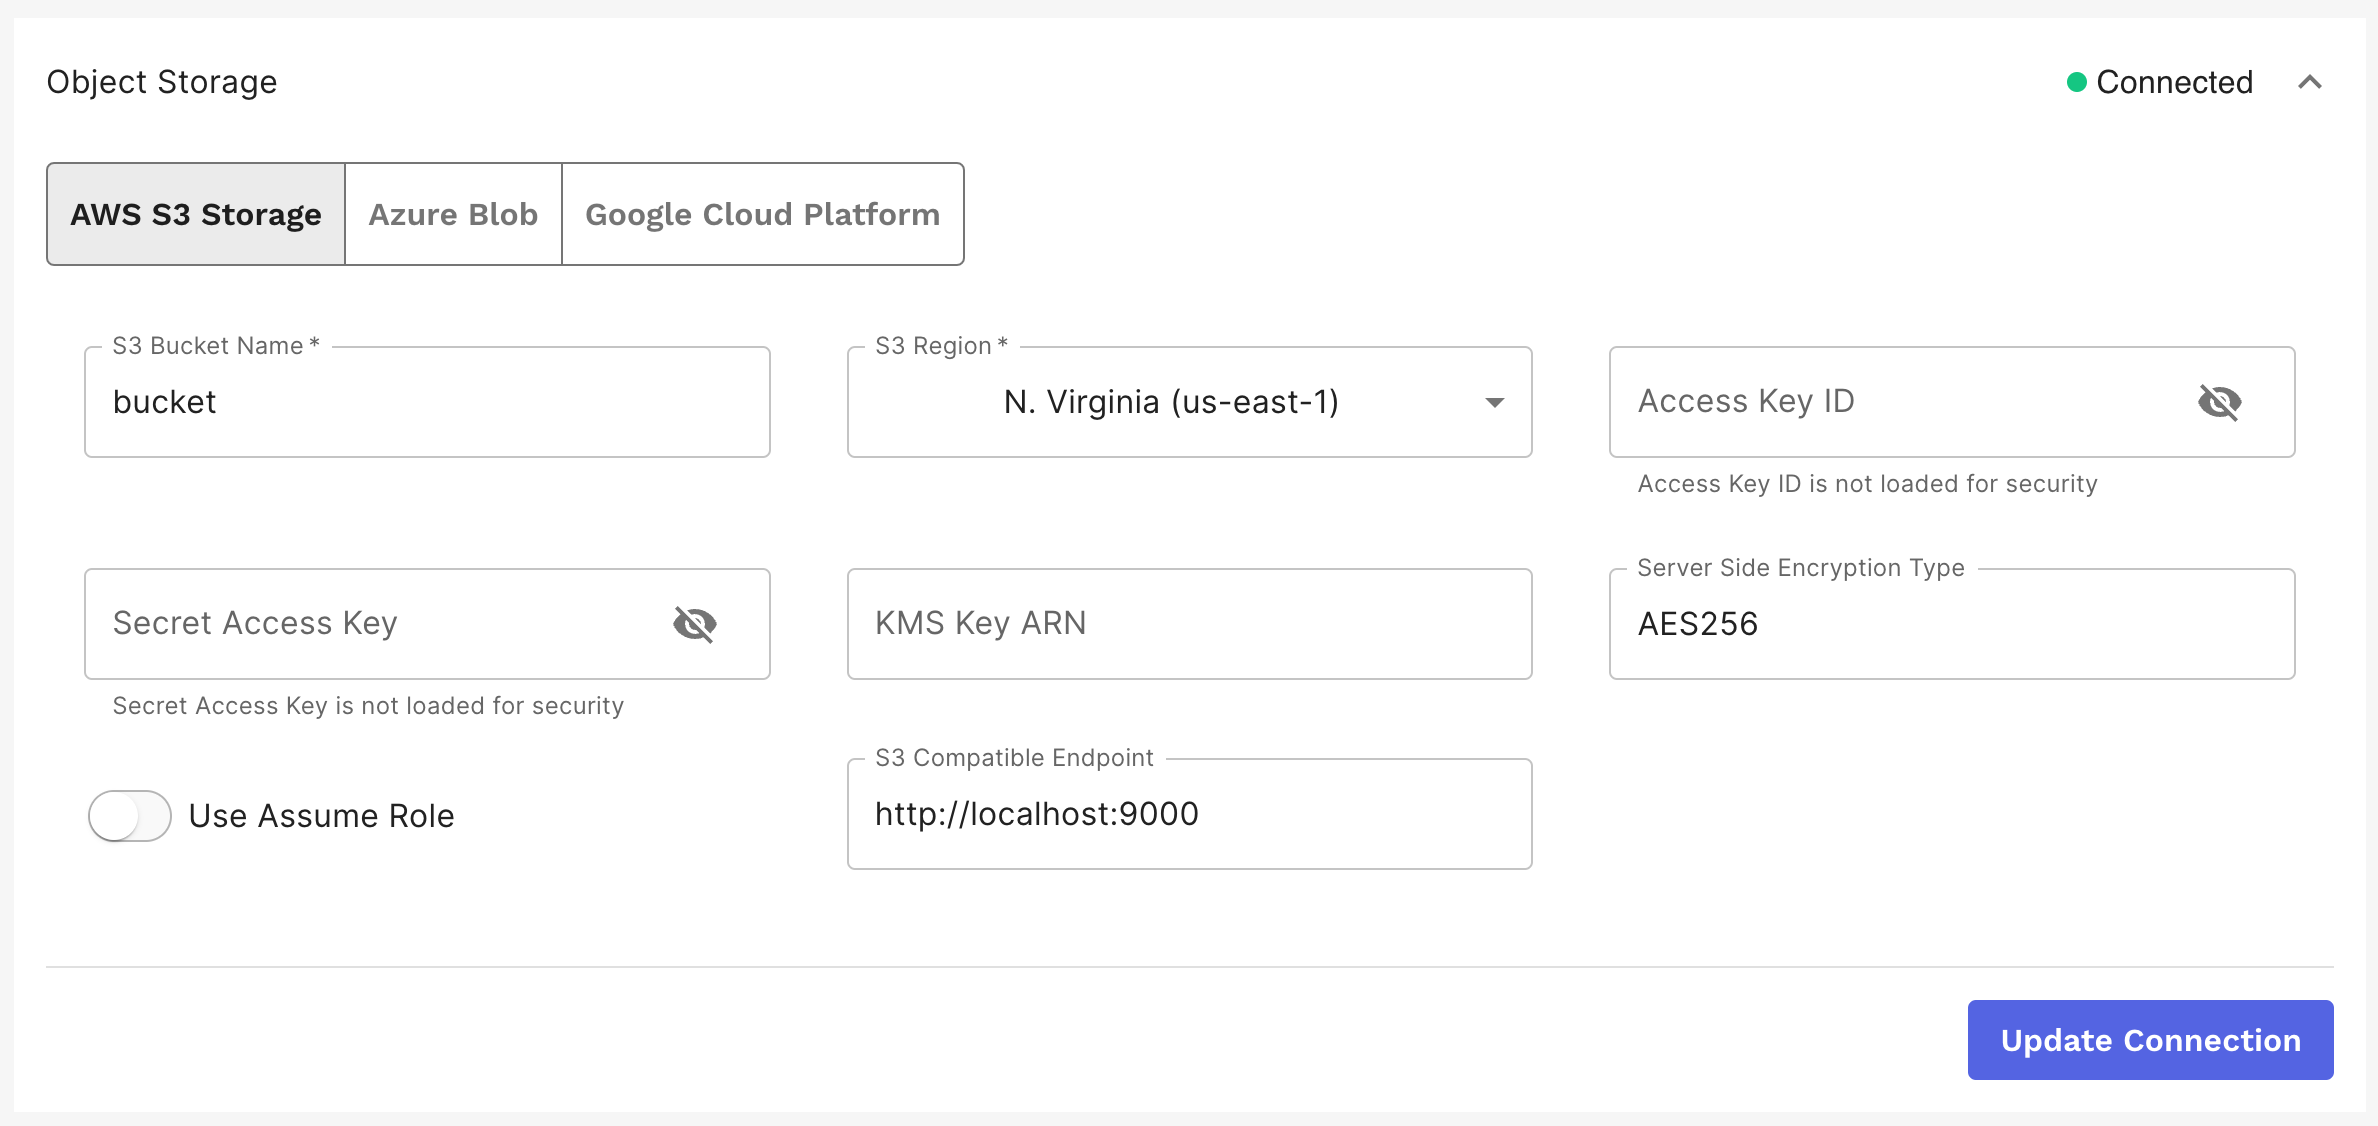 Object Storage
Connected
AWS S3 Storage
Azure Blob
Google Cloud Platform
S3 Bucket Name *
bucket
S3 Region *
N. Virginia (us-east-1)
Access Key ID
Access Key ID is not loaded for security
Secret Access Key
Secret Access Key is not loaded for security
KMS Key ARN
Server Side Encryption Type
AES256
Use Assume Role
S3 Compatible Endpoint
http://localhost:9000
Update Connection